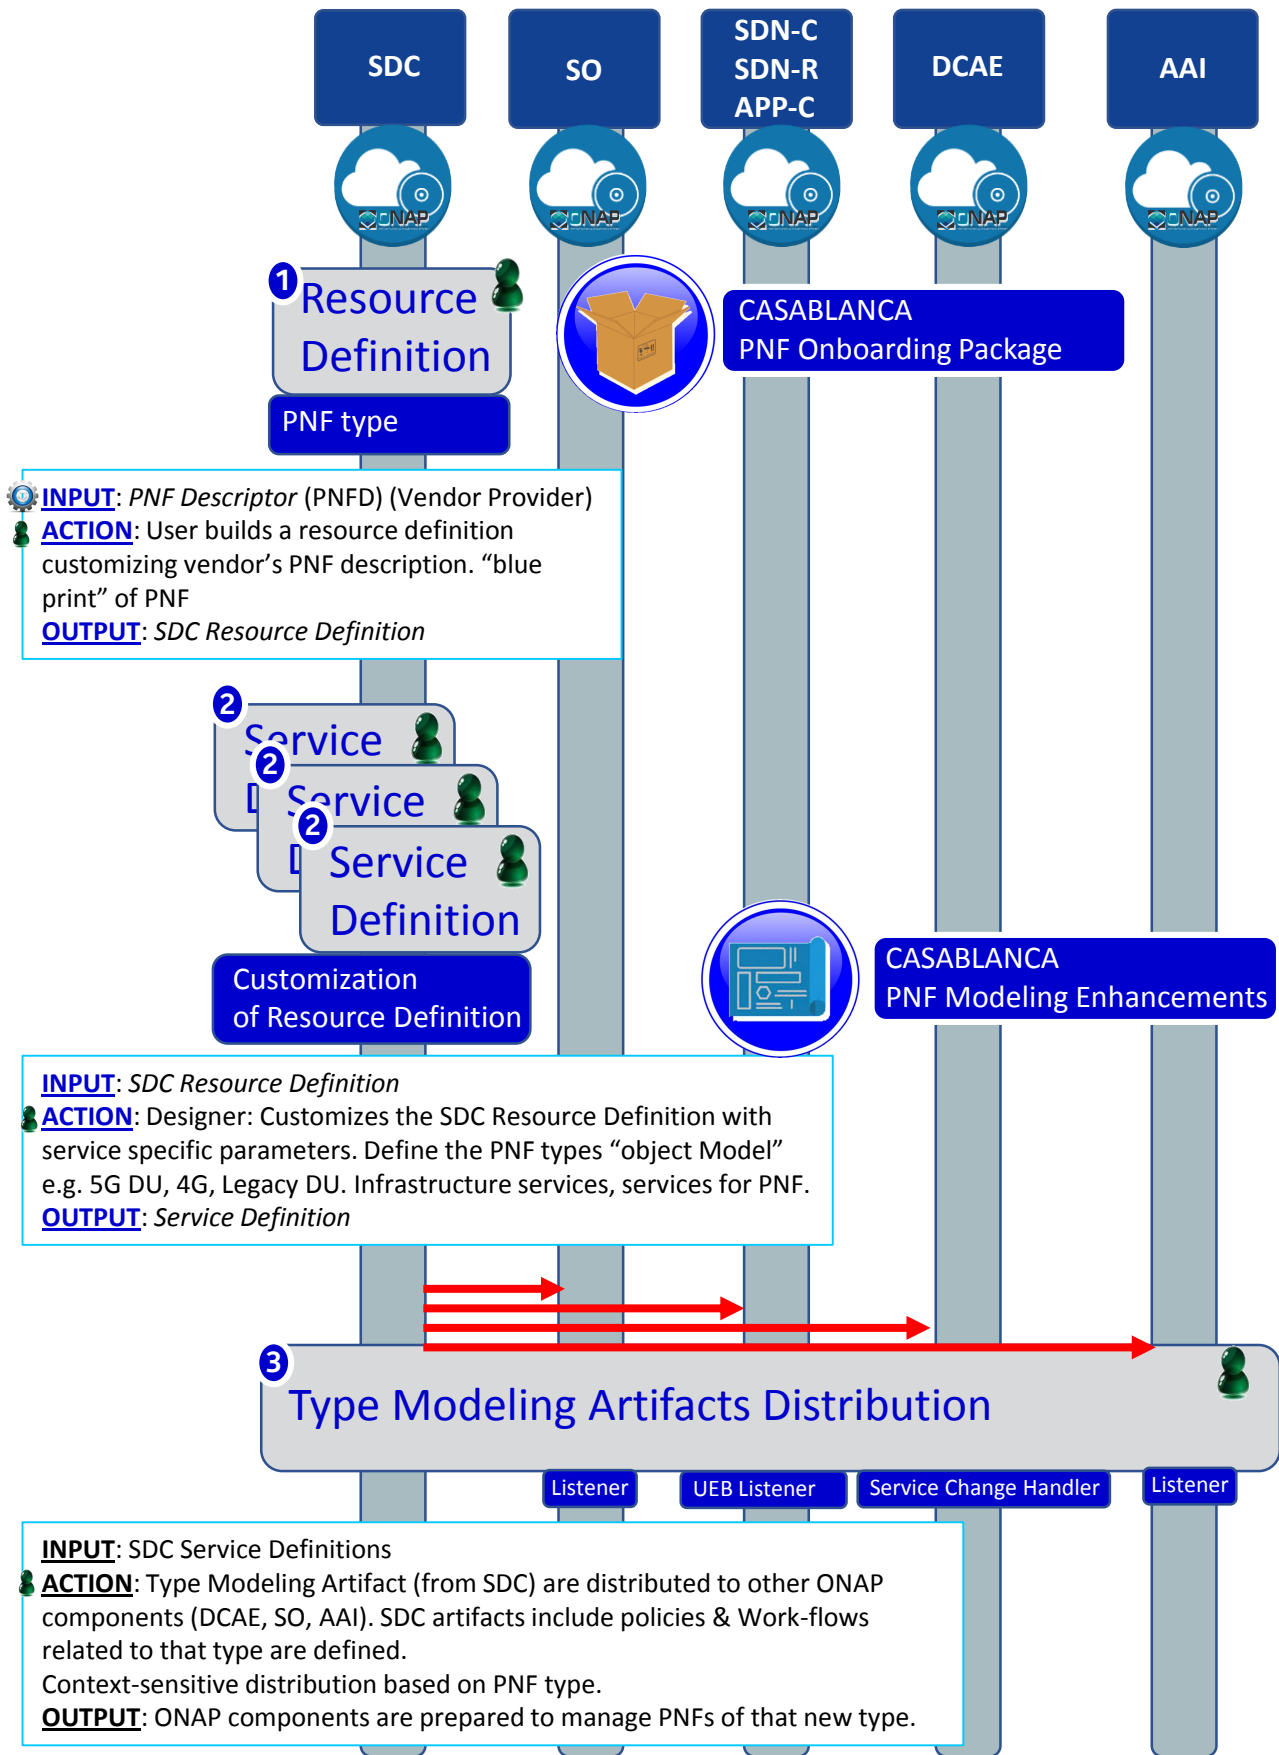 SDC
SO
SDN-C
SDN-R
APP-C
DCAE
AAI
ONAP
ONAP
ONAP
ONAP
ONAP
1
Resource
Definition
PNF type
CASABLANCA
PNF Onboarding Package
INPUT: PNF Descriptor (PNFD) (Vendor Provider)
ACTION: User builds a resource definition
customizing vendor’s PNF description. “blue
print” of PNF
OUTPUT: SDC Resource Definition
2
Service
D
2
Service
D
2
Service
Definition
Customization
of Resource Definition
CASABLANCA
PNF Modeling Enhancements
INPUT: SDC Resource Definition
ACTION: Designer: Customizes the SDC Resource Definition with
service specific parameters. Define the PNF types “object Model”
e.g. 5G DU, 4G, Legacy DU. Infrastructure services, services for PNF.
OUTPUT: Service Definition
3
Type Modeling Artifacts Distribution
Listener
UEB Listener
Service Change Handler
Listener
INPUT: SDC Service Definitions
ACTION: Type Modeling Artifact (from SDC) are distributed to other ONAP
components (DCAE, SO, AAI). SDC artifacts include policies & Work-flows
related to that type are defined.
Context-sensitive distribution based on PNF type.
OUTPUT: ONAP components are prepared to manage PNFs of that new type.